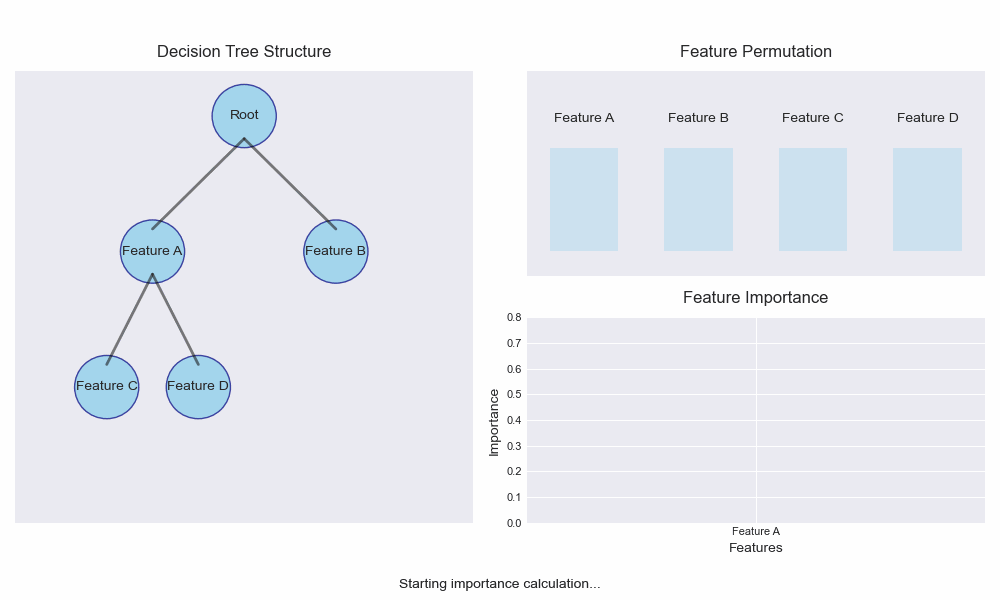 Decision Tree Structure
Root
Feature A
Feature B
Feature C
Feature D
Feature Permutation
Feature A
Feature B
Feature C
Feature D
Feature Importance
0.8
0.7
0.6
0.5
0.4
0.3
0.2
0.1
0.0
Importance
Feature A
Features
Starting importance calculation...